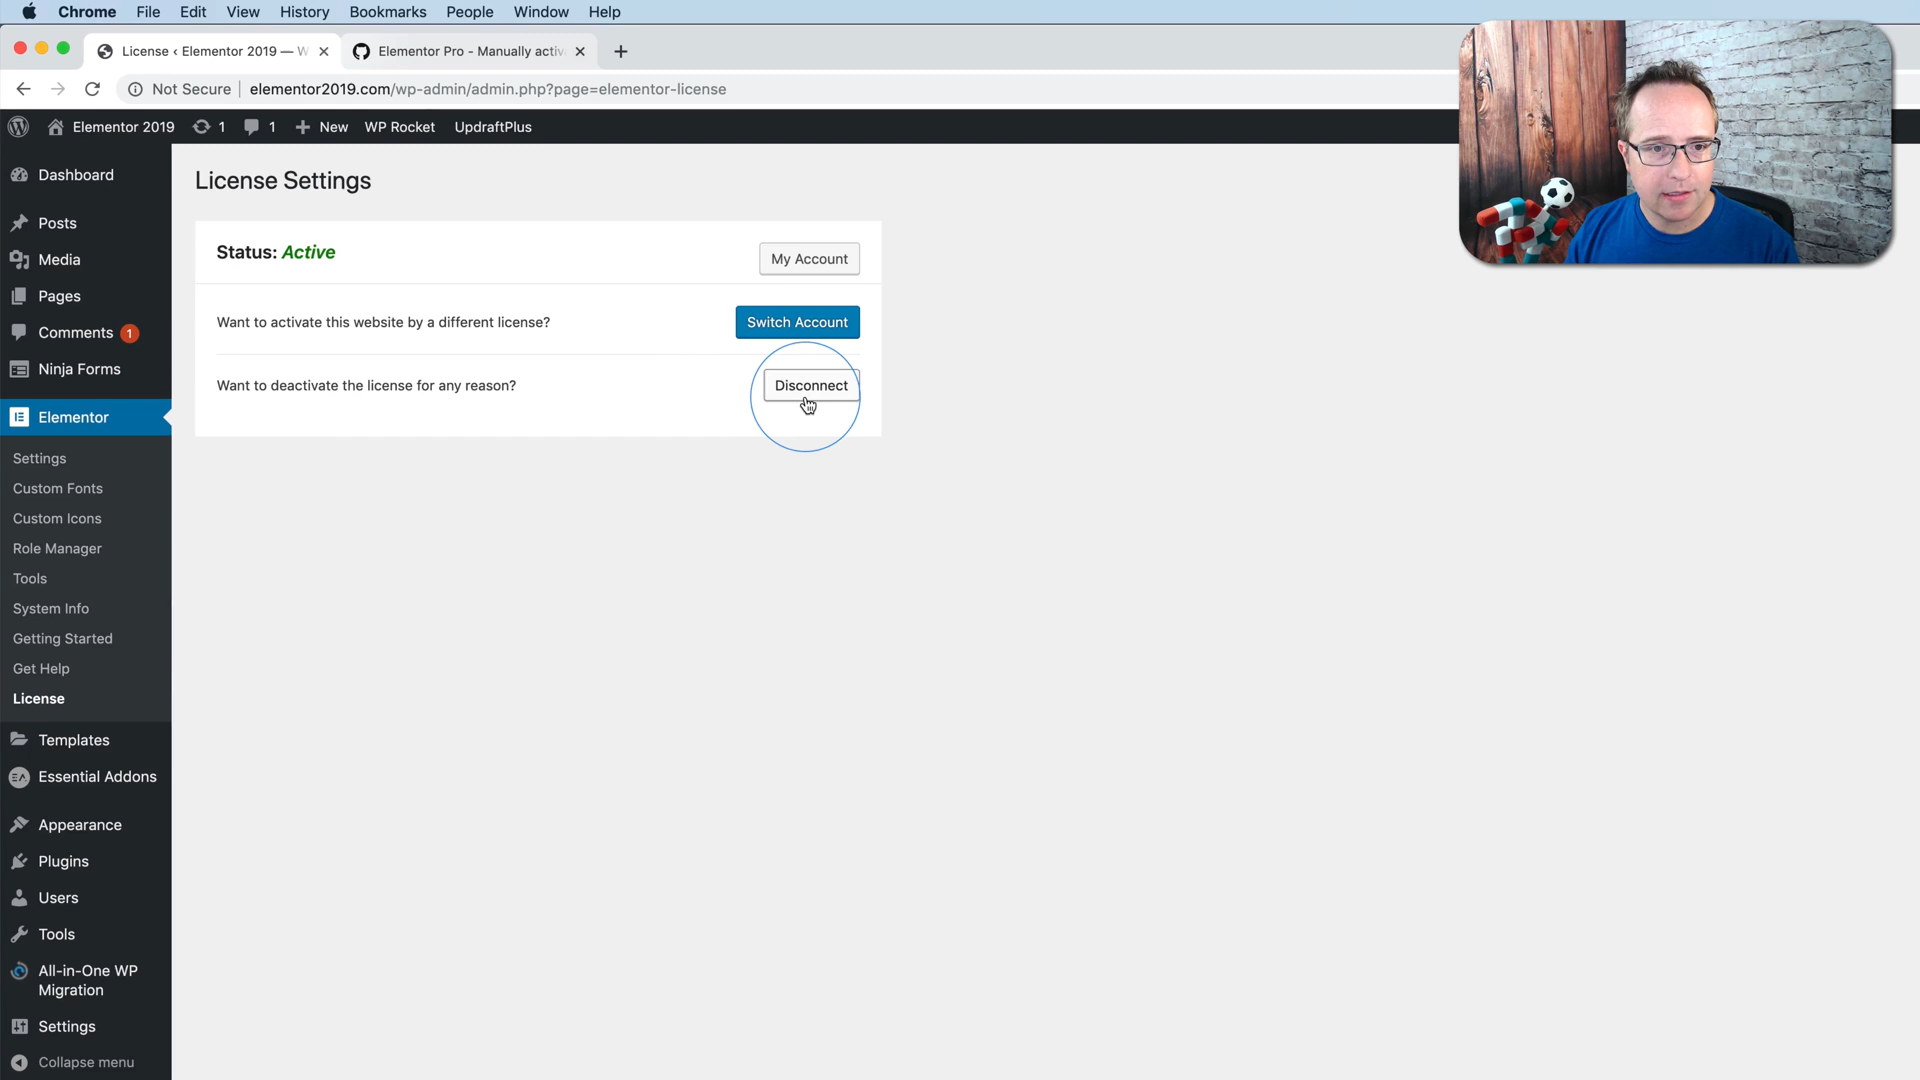 Chrome File Edit View History Bookmarks People Window Help
License ‹ Elementor 2019 — W
Elementor Pro - Manually activ
Not Secure elementor2019.com/wp-admin/admin.php?page=elementor-license
Elementor 2019 1 1 New WP Rocket UpdraftPlus
Dashboard
Posts
Media
Pages
Comments 1
Ninja Forms
Elementor
Settings
Custom Fonts
Custom Icons
Role Manager
Tools
System Info
Getting Started
Get Help
License
Templates
Essential Addons
Appearance
Plugins
Users
Tools
All-in-One WP
Migration
Settings
Collapse menu
License Settings
Status: Active
My Account
Want to activate this website by a different license?
Switch Account
Want to deactivate the license for any reason?
Disconnect